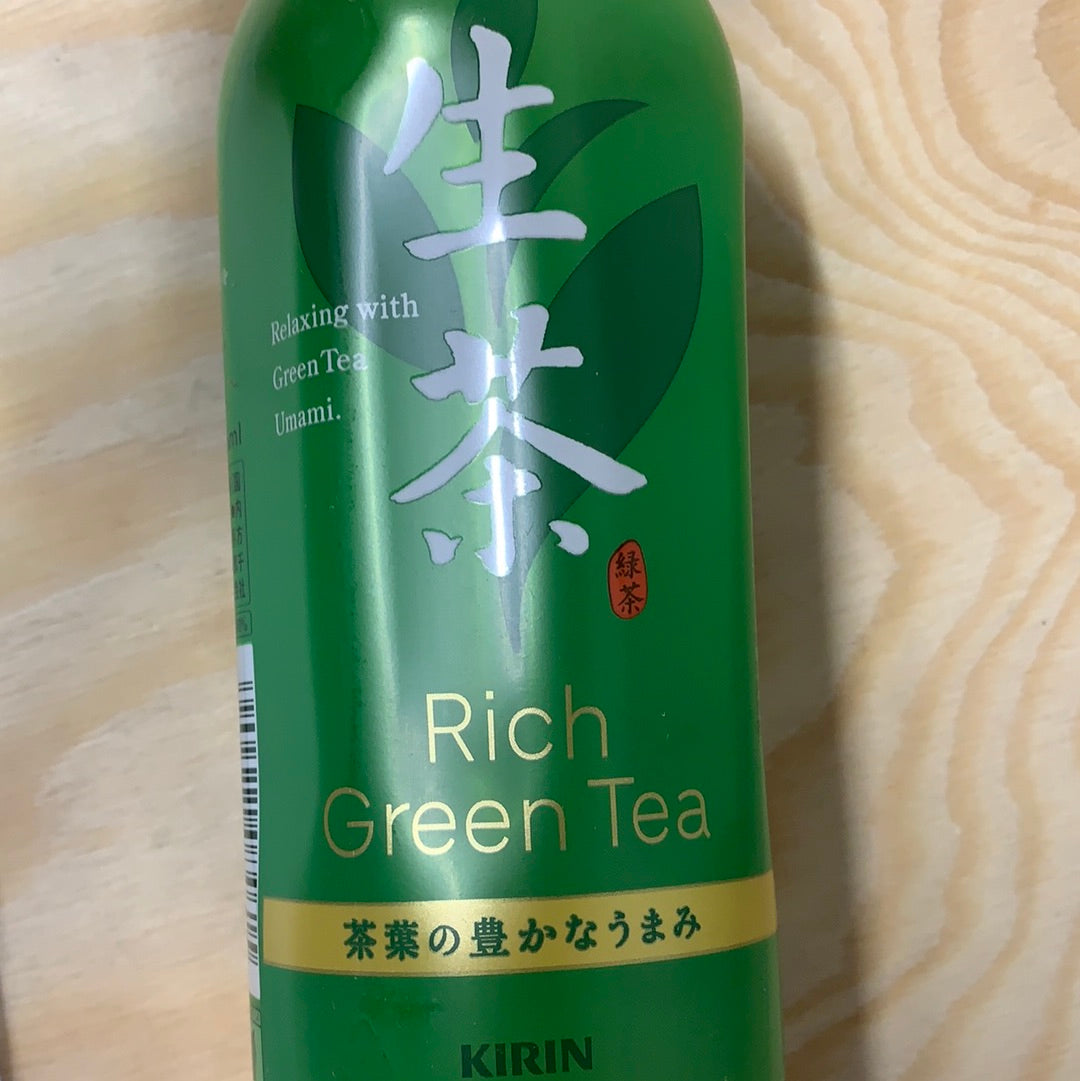 生茶
Relaxing with
Green Tea
Umami.
緑茶
Rich
Green Tea
茶葉の豊かなうまみ
KIRIN